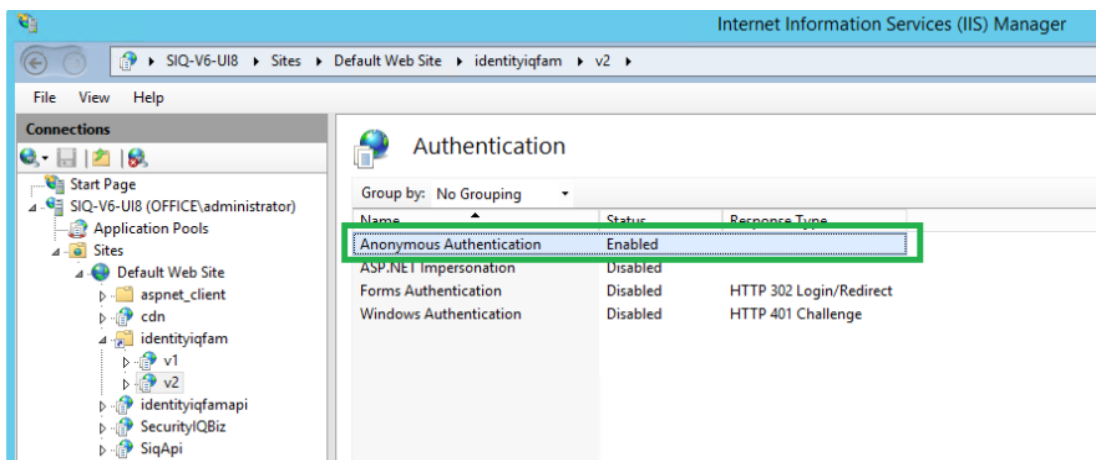 Internet Information Services (IIS) Manager
SIQ-V6-UI8 Sites Default Web Site identityiqfam v2
File View Help
Connections
Start Page
SIQ-V6-UI8 (OFFICE\administrator)
Application Pools
Sites
Default Web Site
aspnet_client
cdn
identityiqfam
v1
v2
identityiqfamapi
SecurityIQBiz
SiqApi
Authentication
Group by: No Grouping
Name Status Response Type
Anonymous Authentication Enabled
ASP.NET Impersonation Disabled
Forms Authentication Disabled HTTP 302 Login/Redirect
Windows Authentication Disabled HTTP 401 Challenge